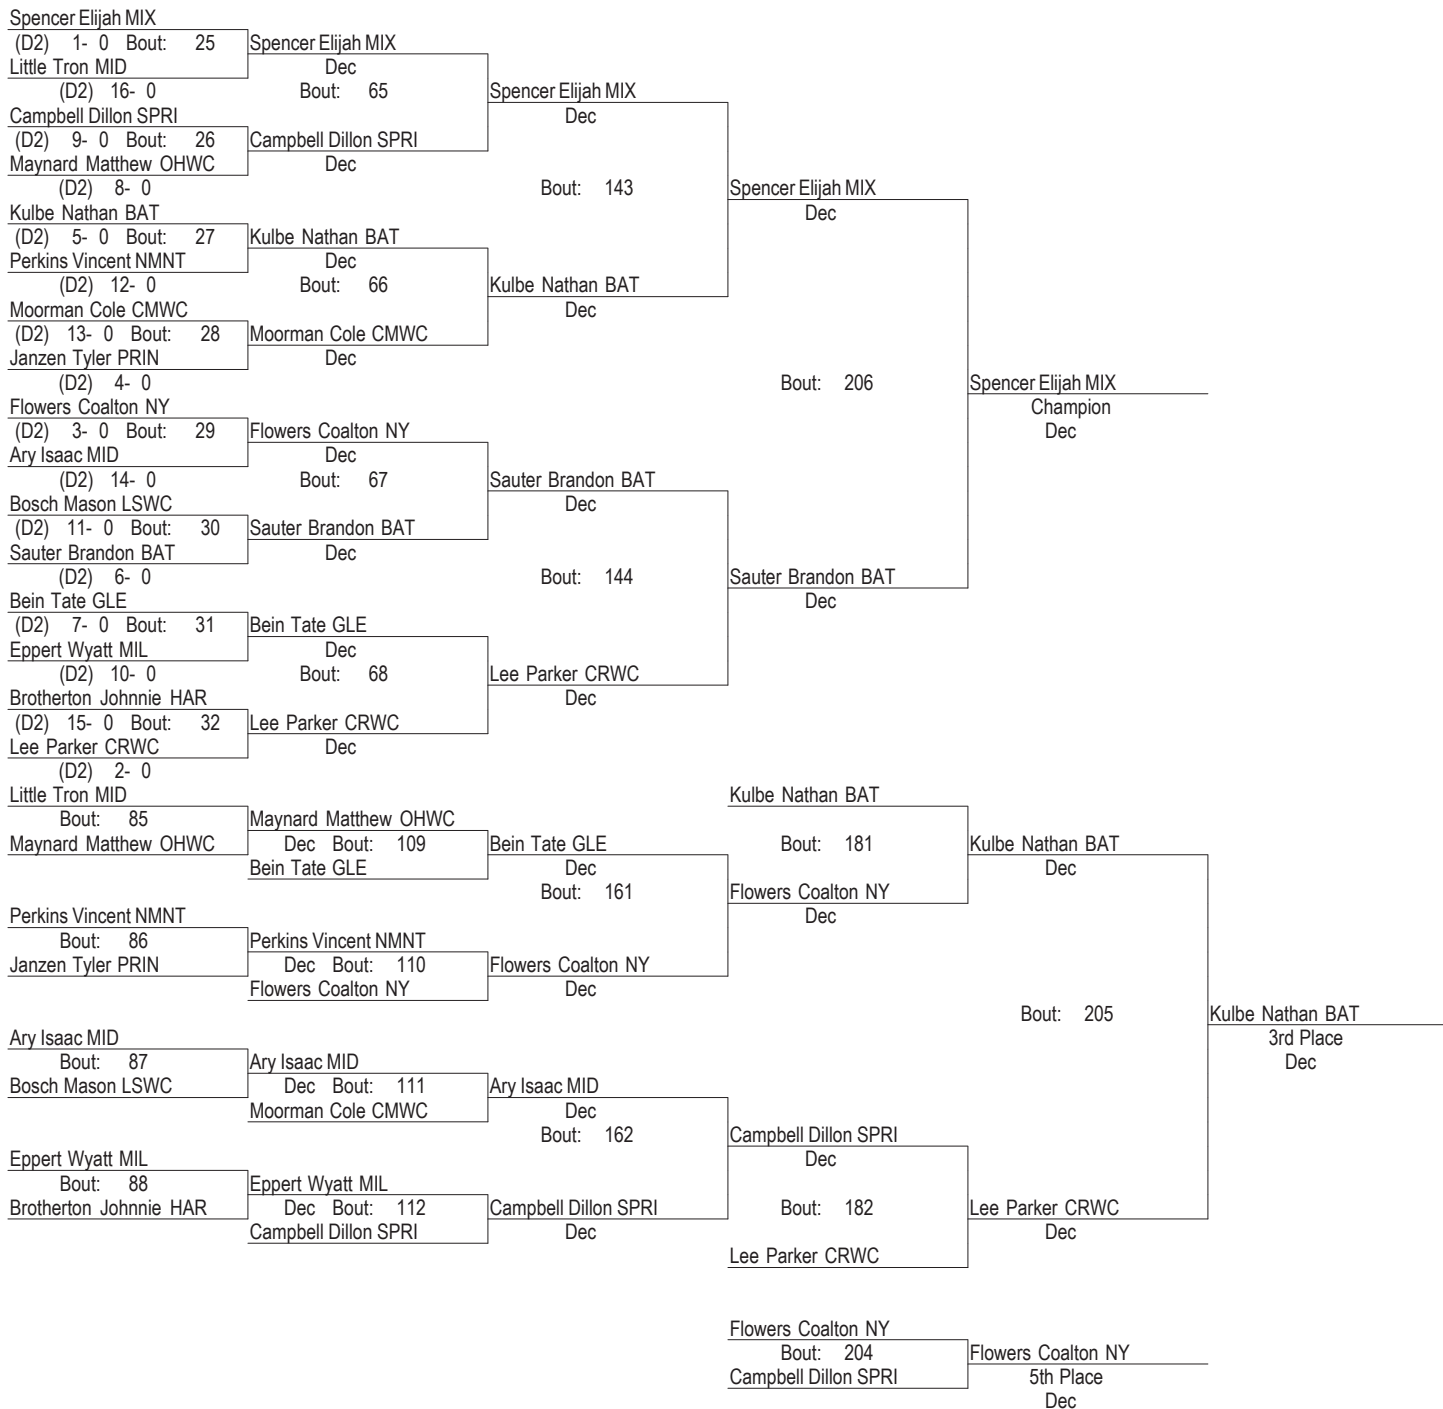 Spencer Elijah MIX
(D2) 1- 0 Bout: 25 Spencer Elijah MIX
Little Tron MID Dec
(D2) 16- 0 Bout: 65 Spencer Elijah MIX
Campbell Dillon SPRI Dec
(D2) 9- 0 Bout: 26 Campbell Dillon SPRI
Maynard Matthew OHWC Dec
(D2) 8- 0 Bout: 143 Spencer Elijah MIX
Kulbe Nathan BAT Dec
(D2) 5- 0 Bout: 27 Kulbe Nathan BAT
Perkins Vincent NMNT Dec
(D2) 12- 0 Bout: 66 Kulbe Nathan BAT
Moorman Cole CMWC Dec
(D2) 13- 0 Bout: 28 Moorman Cole CMWC
Janzen Tyler PRIN Dec
(D2) 4- 0 Bout: 206 Spencer Elijah MIX
Flowers Coalton NY Champion
(D2) 3- 0 Bout: 29 Flowers Coalton NY Dec
Ary Isaac MID Dec
(D2) 14- 0 Bout: 67 Sauter Brandon BAT
Bosch Mason LSWC Dec
(D2) 11- 0 Bout: 30 Sauter Brandon BAT
Sauter Brandon BAT Dec
(D2) 6- 0 Bout: 144 Sauter Brandon BAT
Bein Tate GLE Dec
(D2) 7- 0 Bout: 31 Bein Tate GLE
Eppert Wyatt MIL Dec
(D2) 10- 0 Bout: 68 Lee Parker CRWC
Brotherton Johnnie HAR Dec
(D2) 15- 0 Bout: 32 Lee Parker CRWC
Lee Parker CRWC Dec
(D2) 2- 0
Little Tron MID Kulbe Nathan BAT
Bout: 85 Maynard Matthew OHWC
Maynard Matthew OHWC Dec Bout: 109 Bein Tate GLE Bout: 181 Kulbe Nathan BAT
Bein Tate GLE Dec Dec
Bout: 161 Flowers Coalton NY
Perkins Vincent NMNT Dec
Bout: 86 Perkins Vincent NMNT
Janzen Tyler PRIN Dec Bout: 110 Flowers Coalton NY
Flowers Coalton NY Dec
Bout: 205 Kulbe Nathan BAT
Ary Isaac MID 3rd Place
Bout: 87 Ary Isaac MID Dec
Bosch Mason LSWC Dec Bout: 111 Ary Isaac MID
Moorman Cole CMWC Dec
Bout: 162 Campbell Dillon SPRI
Eppert Wyatt MIL Dec
Bout: 88 Eppert Wyatt MIL
Brotherton Johnnie HAR Dec Bout: 112 Campbell Dillon SPRI Bout: 182 Lee Parker CRWC
Campbell Dillon SPRI Dec Dec
Lee Parker CRWC
Flowers Coalton NY
Bout: 204 Flowers Coalton NY
Campbell Dillon SPRI 5th Place
Dec